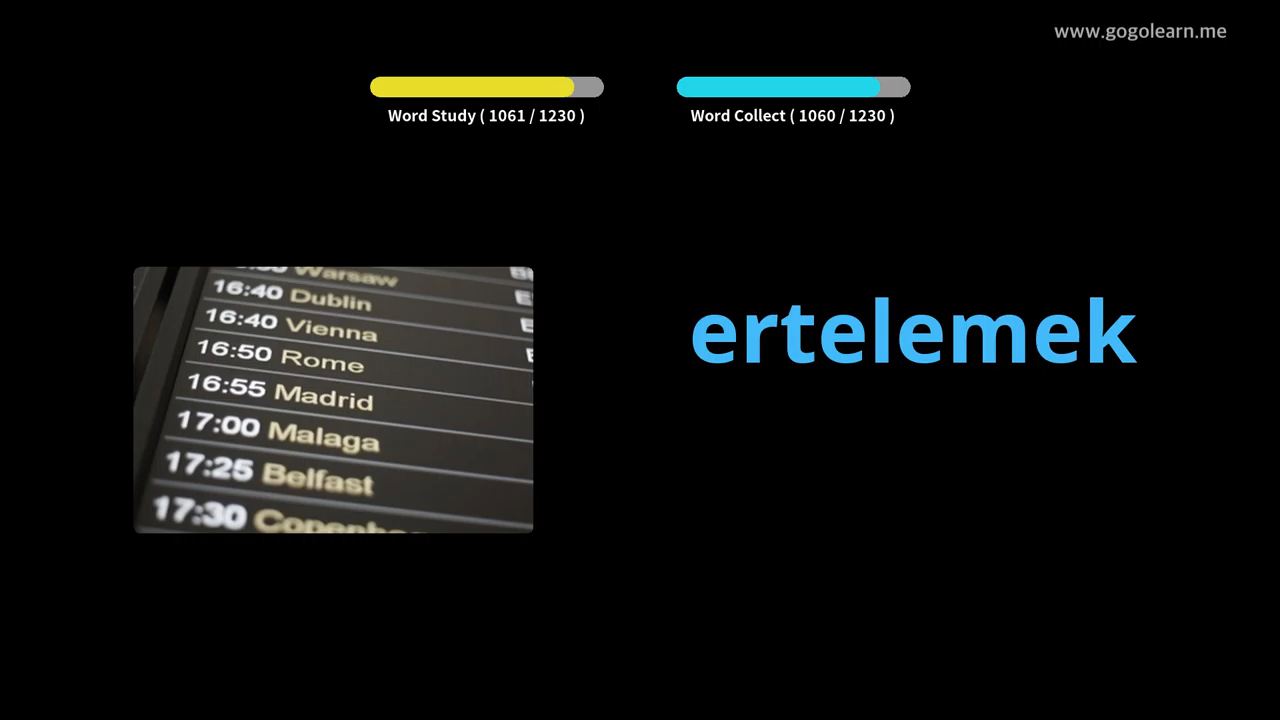 www.gogolearn.me
Word Study ( 1061 / 1230 )
Word Collect ( 1060 / 1230 )
Warsaw
16:40 Dublin
16:40 Vienna
16:50 Rome
16:55 Madrid
17:00 Malaga
17:25 Belfast
17:30
ertelemek